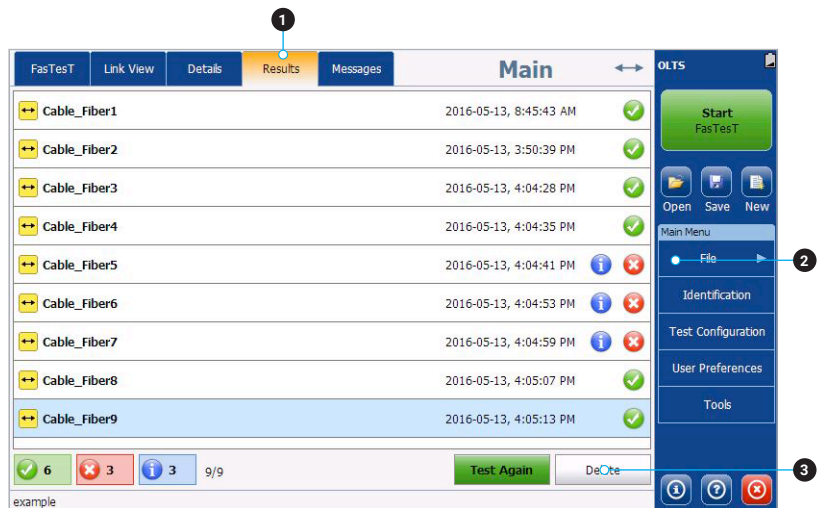 1
FasTesT Link View Details Results Messages Main OLTS
Cable_Fiber1 2016-05-13, 8:45:43 AM
Start
FasTesT
Cable_Fiber2 2016-05-13, 3:50:39 PM
Cable_Fiber3 2016-05-13, 4:04:28 PM
Open Save New
Cable_Fiber4 2016-05-13, 4:04:35 PM
Main Menu
Cable_Fiber5 2016-05-13, 4:04:41 PM
File 2
Cable_Fiber6 2016-05-13, 4:04:53 PM
Identification
Cable_Fiber7 2016-05-13, 4:04:59 PM
Test Configuration
Cable_Fiber8 2016-05-13, 4:05:07 PM
User Preferences
Cable_Fiber9 2016-05-13, 4:05:13 PM
Tools
6 3 3 9/9 Test Again Delete 3
example